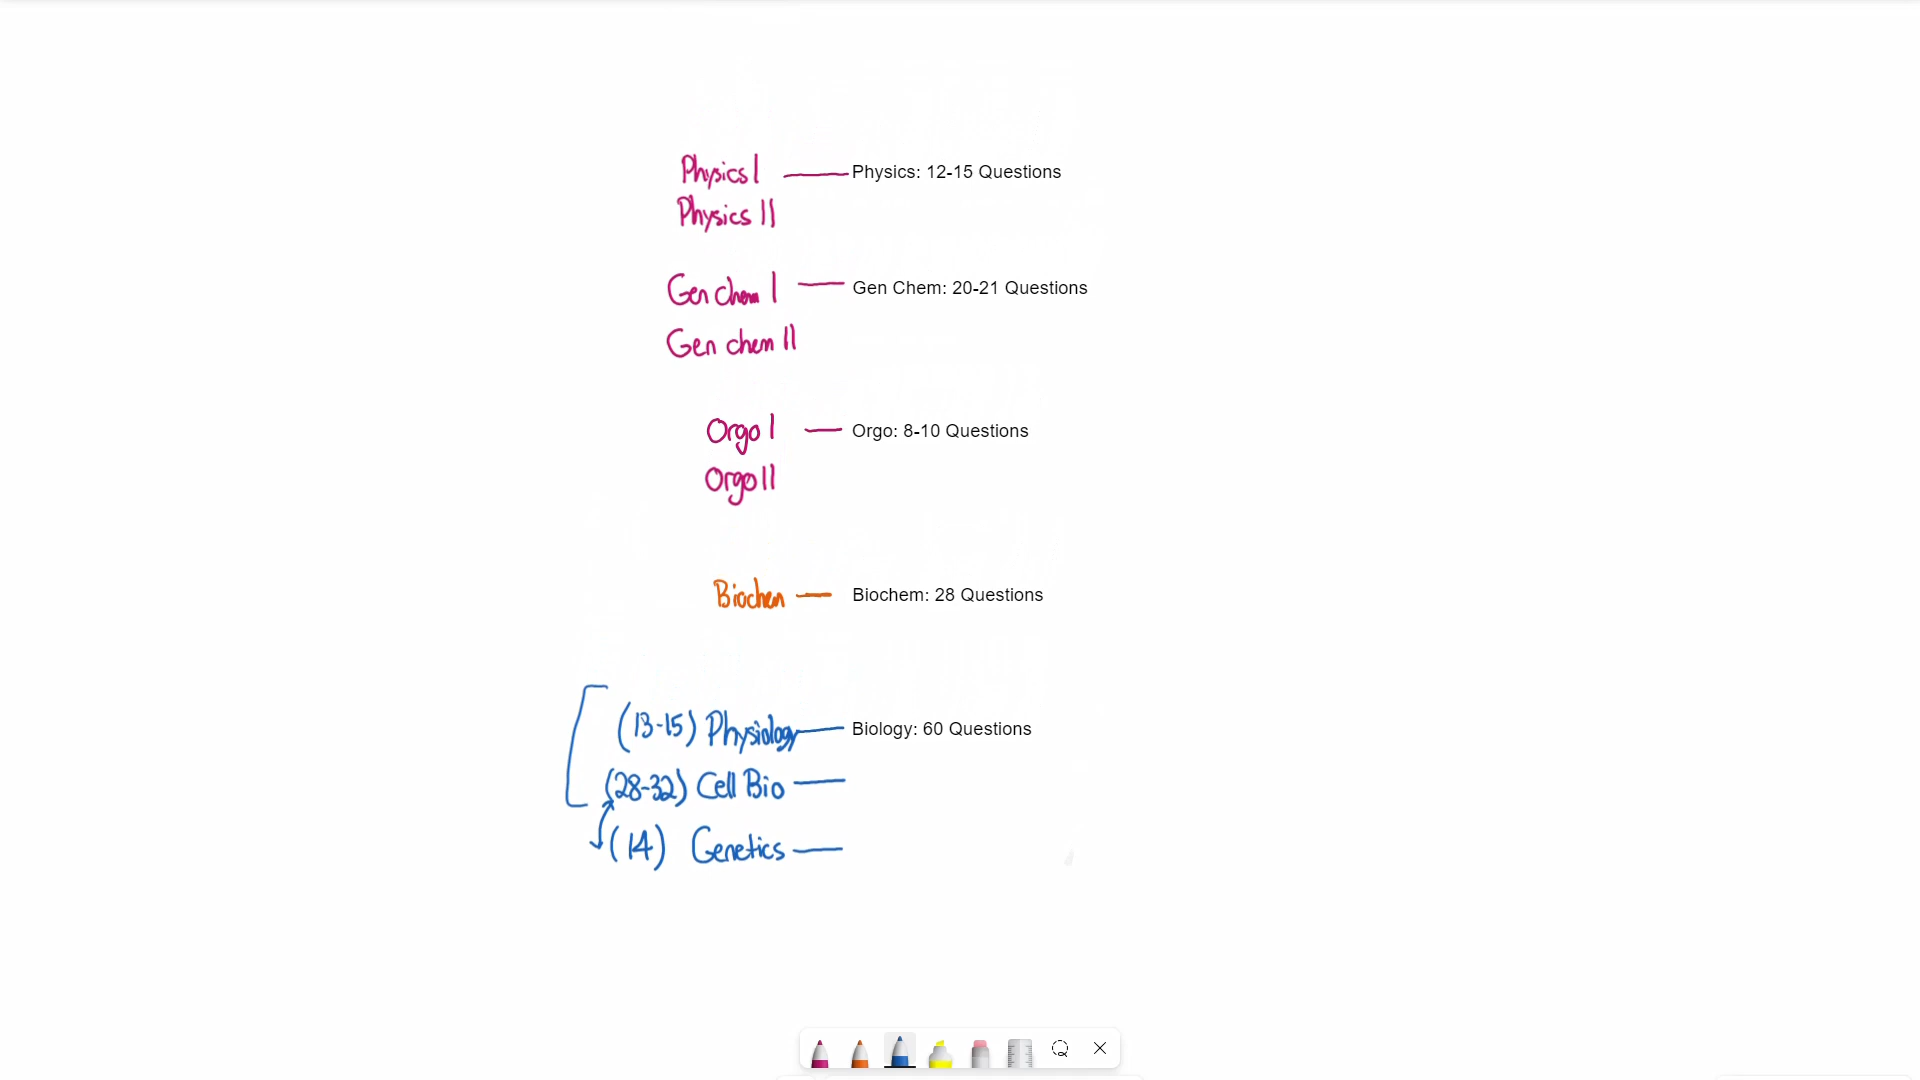 Physics I Physics: 12-15 Questions
Physics II
Gen chem I Gen Chem: 20-21 Questions
Gen chem II
Orgo I Orgo: 8-10 Questions
Orgo II
Biochem Biochem: 28 Questions
(13-15) Physiology Biology: 60 Questions
(28-32) Cell Bio
(14) Genetics